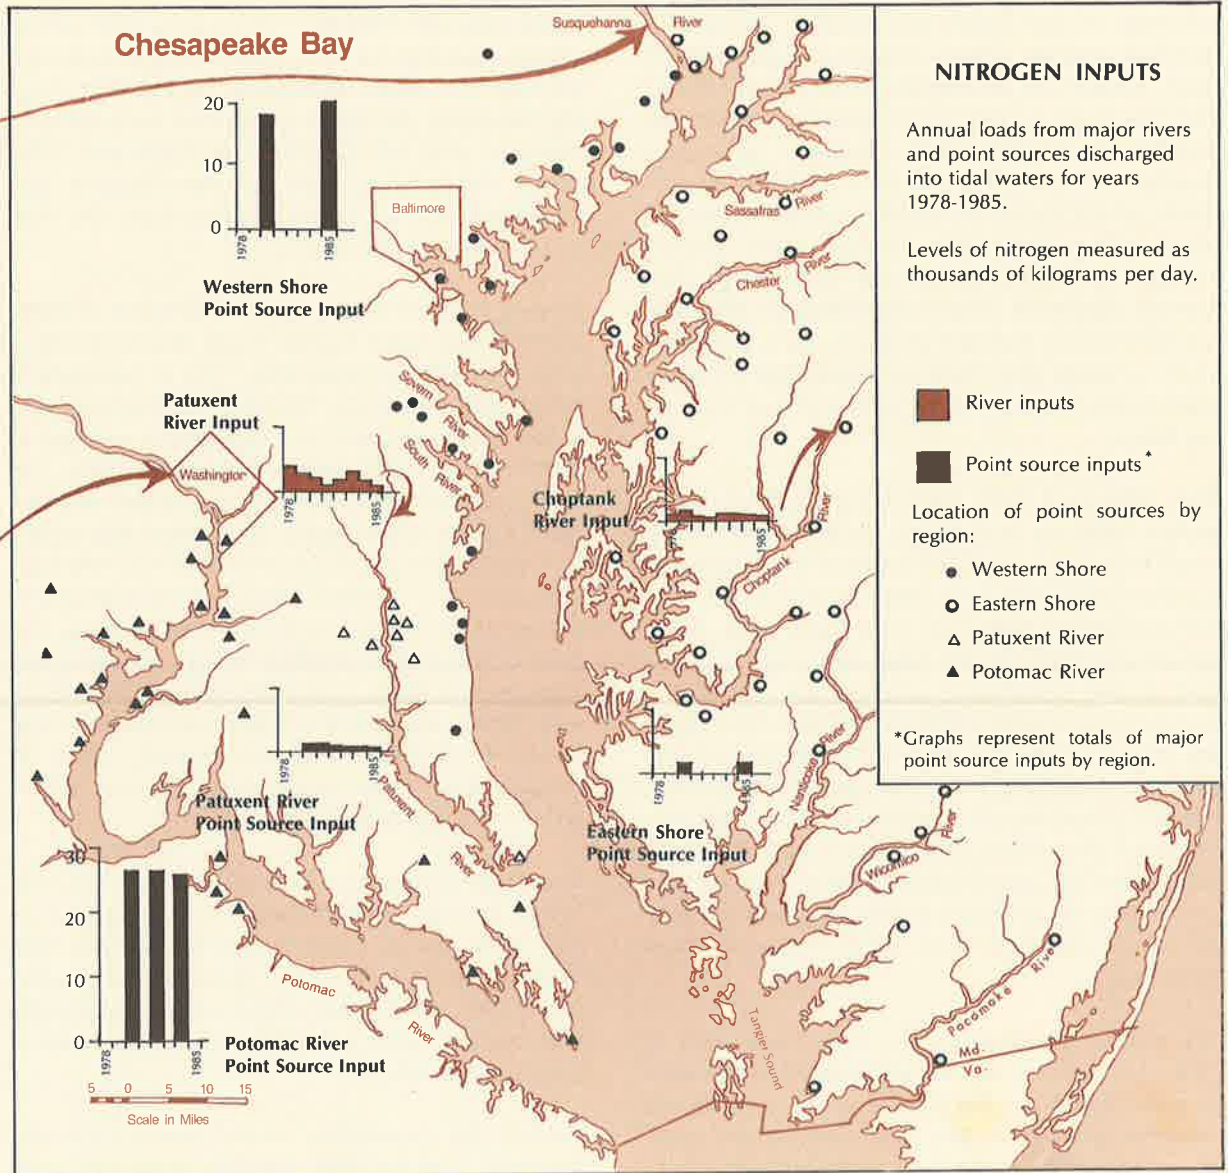 Chesapeake Bay
Susquehanna River
20
10
0
1978
1985
Western Shore
Point Source Input
Baltimore
Sassafras River
Chester River
Severn River
South River
Patuxent
River Input
Washington
1978
1985
Choptank
River Input
1985
Choptank River
1978
1985
Patuxent River
Point Source Input
Patuxent River
1978
1985
Eastern Shore
Point Source Input
Nanticoke River
Wicomico River
30
20
10
0
1978
1985
Potomac River
Point Source Input
Potomac River
Tangier Sound
Pocomoke River
Md.
Va.
5 0 5 10 15
Scale in Miles
NITROGEN INPUTS
Annual loads from major rivers
and point sources discharged
into tidal waters for years
1978-1985.
Levels of nitrogen measured as
thousands of kilograms per day.
River inputs
Point source inputs*
Location of point sources by
region:
Western Shore
Eastern Shore
Patuxent River
Potomac River
*Graphs represent totals of major
point source inputs by region.